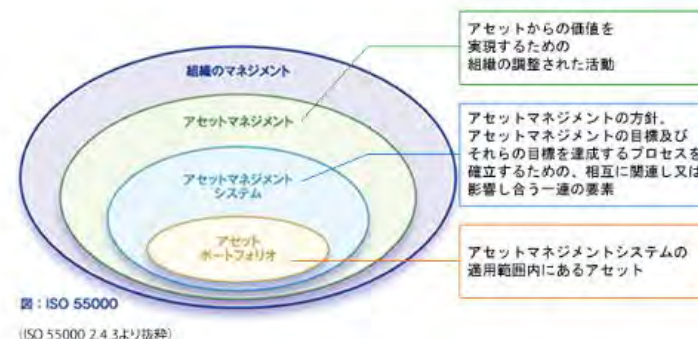 組織のマネジメント
アセットマネジメント
アセットマネジメント
システム
アセット
ポートフォリオ
アセットからの価値を
実現するための
組織の調整された活動
アセットマネジメントの方針、
アセットマネジメントの目標及び
それらの目標を達成するプロセスを
確立するための、相互に関連し又は
影響し合う一連の要素
アセットマネジメントシステムの
適用範囲内にあるアセット
図：ISO 55000
(ISO 55000 2.4.3より抜粋)